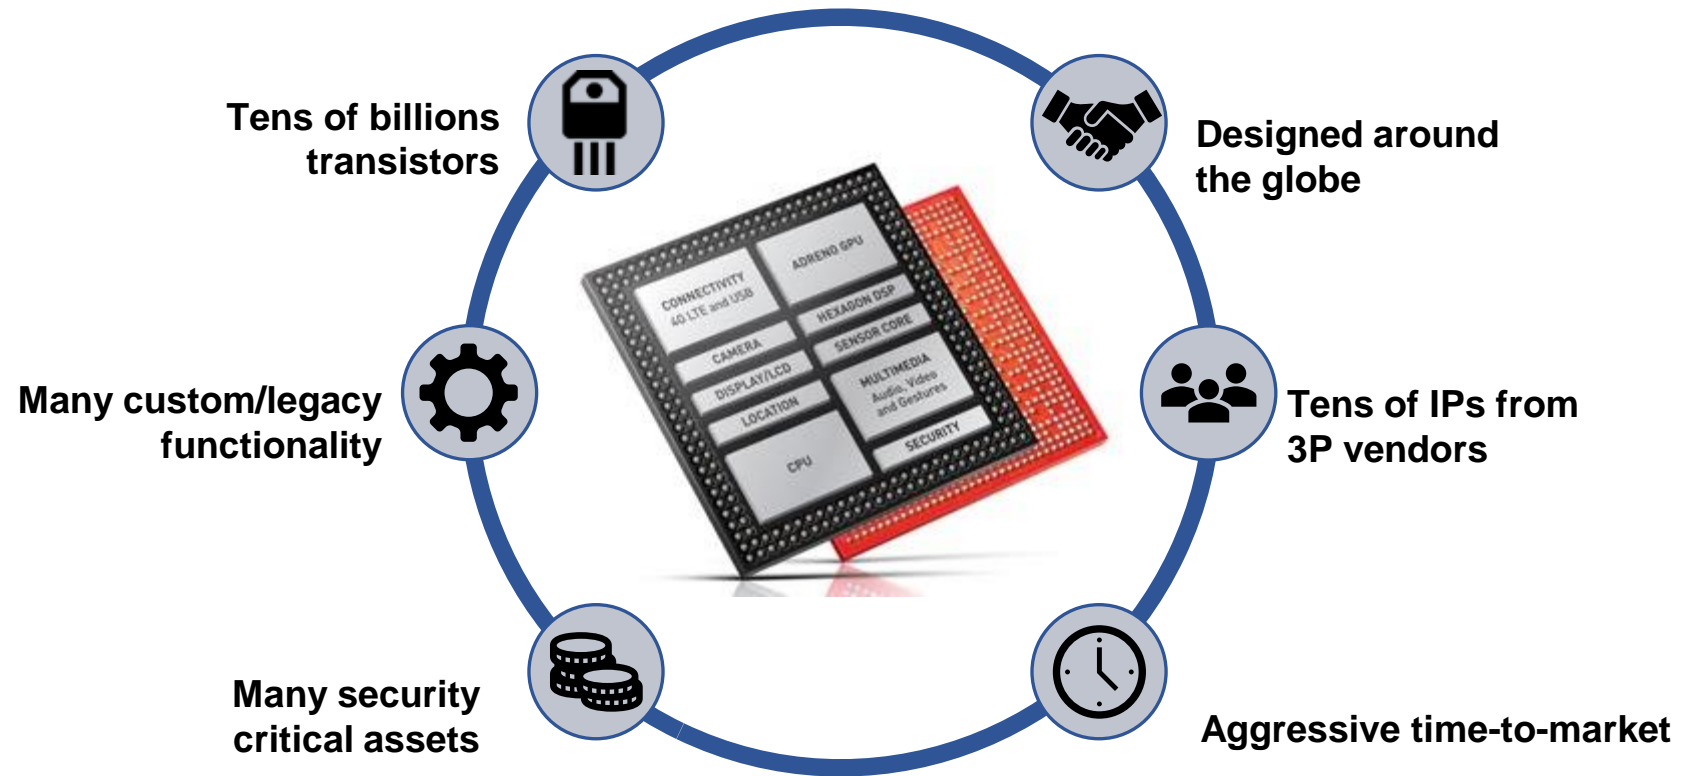 Tens of billions
transistors
Designed around
the globe
CONNECTIVITY
4G LTE and USB
ADRENO GPU
CAMERA
HEXAGON DSP
DISPLAY/LCD
SENSOR CORE
LOCATION
MULTIMEDIA
Audio, Video
and Gestures
CPU
SECURITY
Many custom/legacy
functionality
Tens of IPs from
3P vendors
Many security
critical assets
Aggressive time-to-market